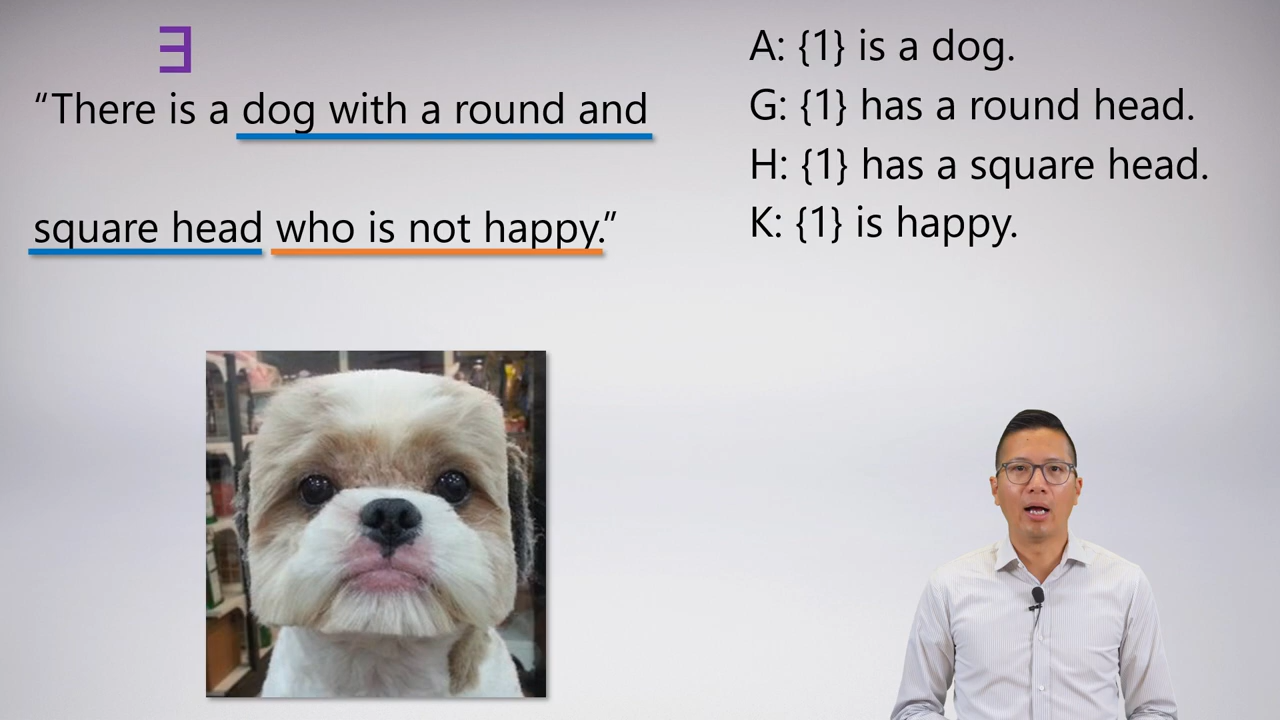 ∃
“There is a dog with a round and
square head who is not happy.”
A: {1} is a dog.
G: {1} has a round head.
H: {1} has a square head.
K: {1} is happy.